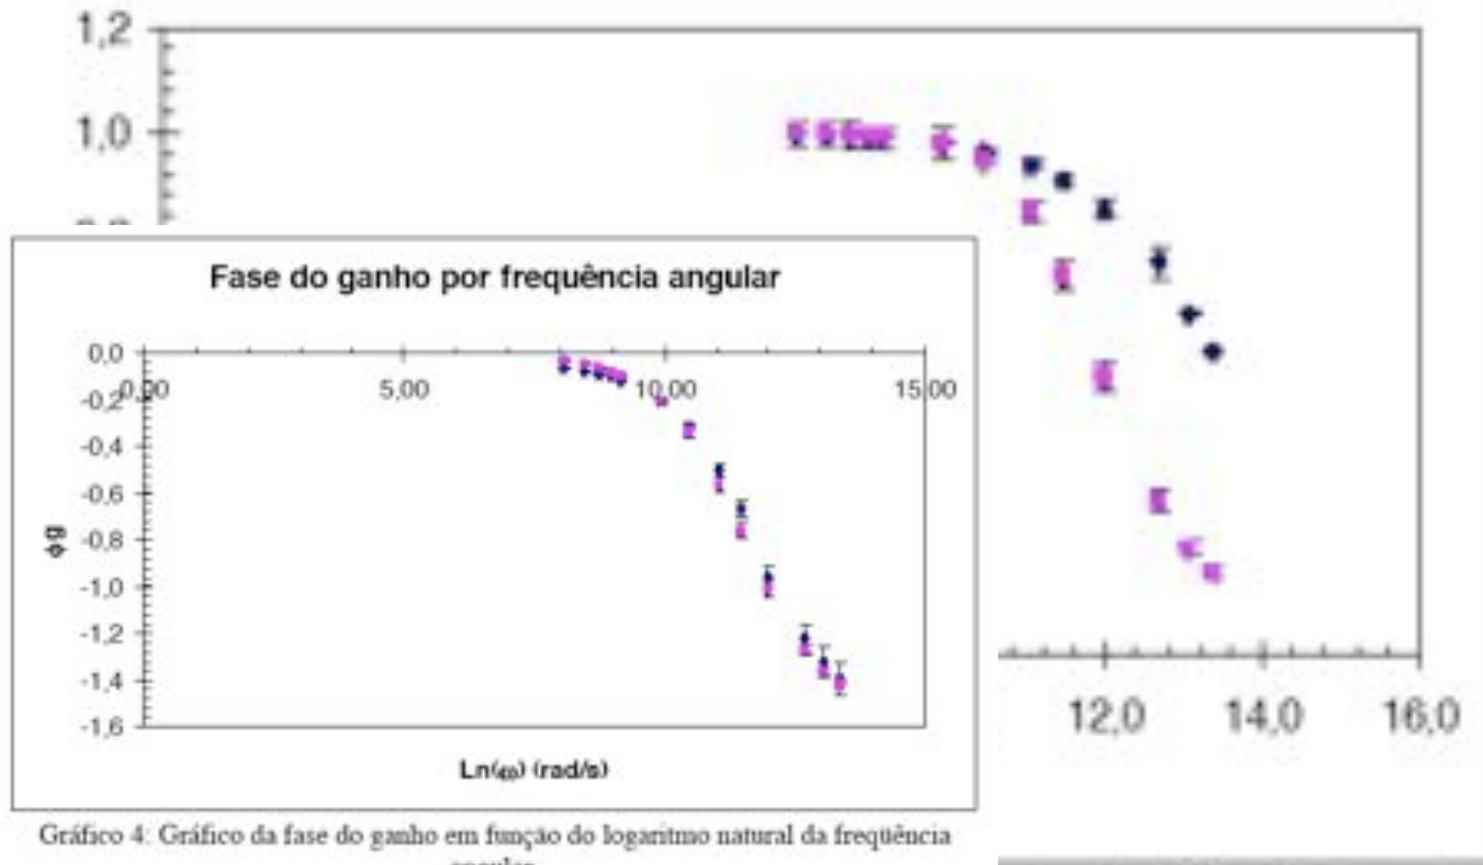 1,2
1,0
Fase do ganho por frequência angular
0,0
0,00 5,00 10,00 15,00
-0,2
-0,4
-0,6
-0,8
-1,0
-1,2
-1,4
-1,6
ϕg
Ln(ω) (rad/s)
12,0 14,0 16,0
Gráfico 4: Gráfico da fase do ganho em função do logaritmo natural da freqüência